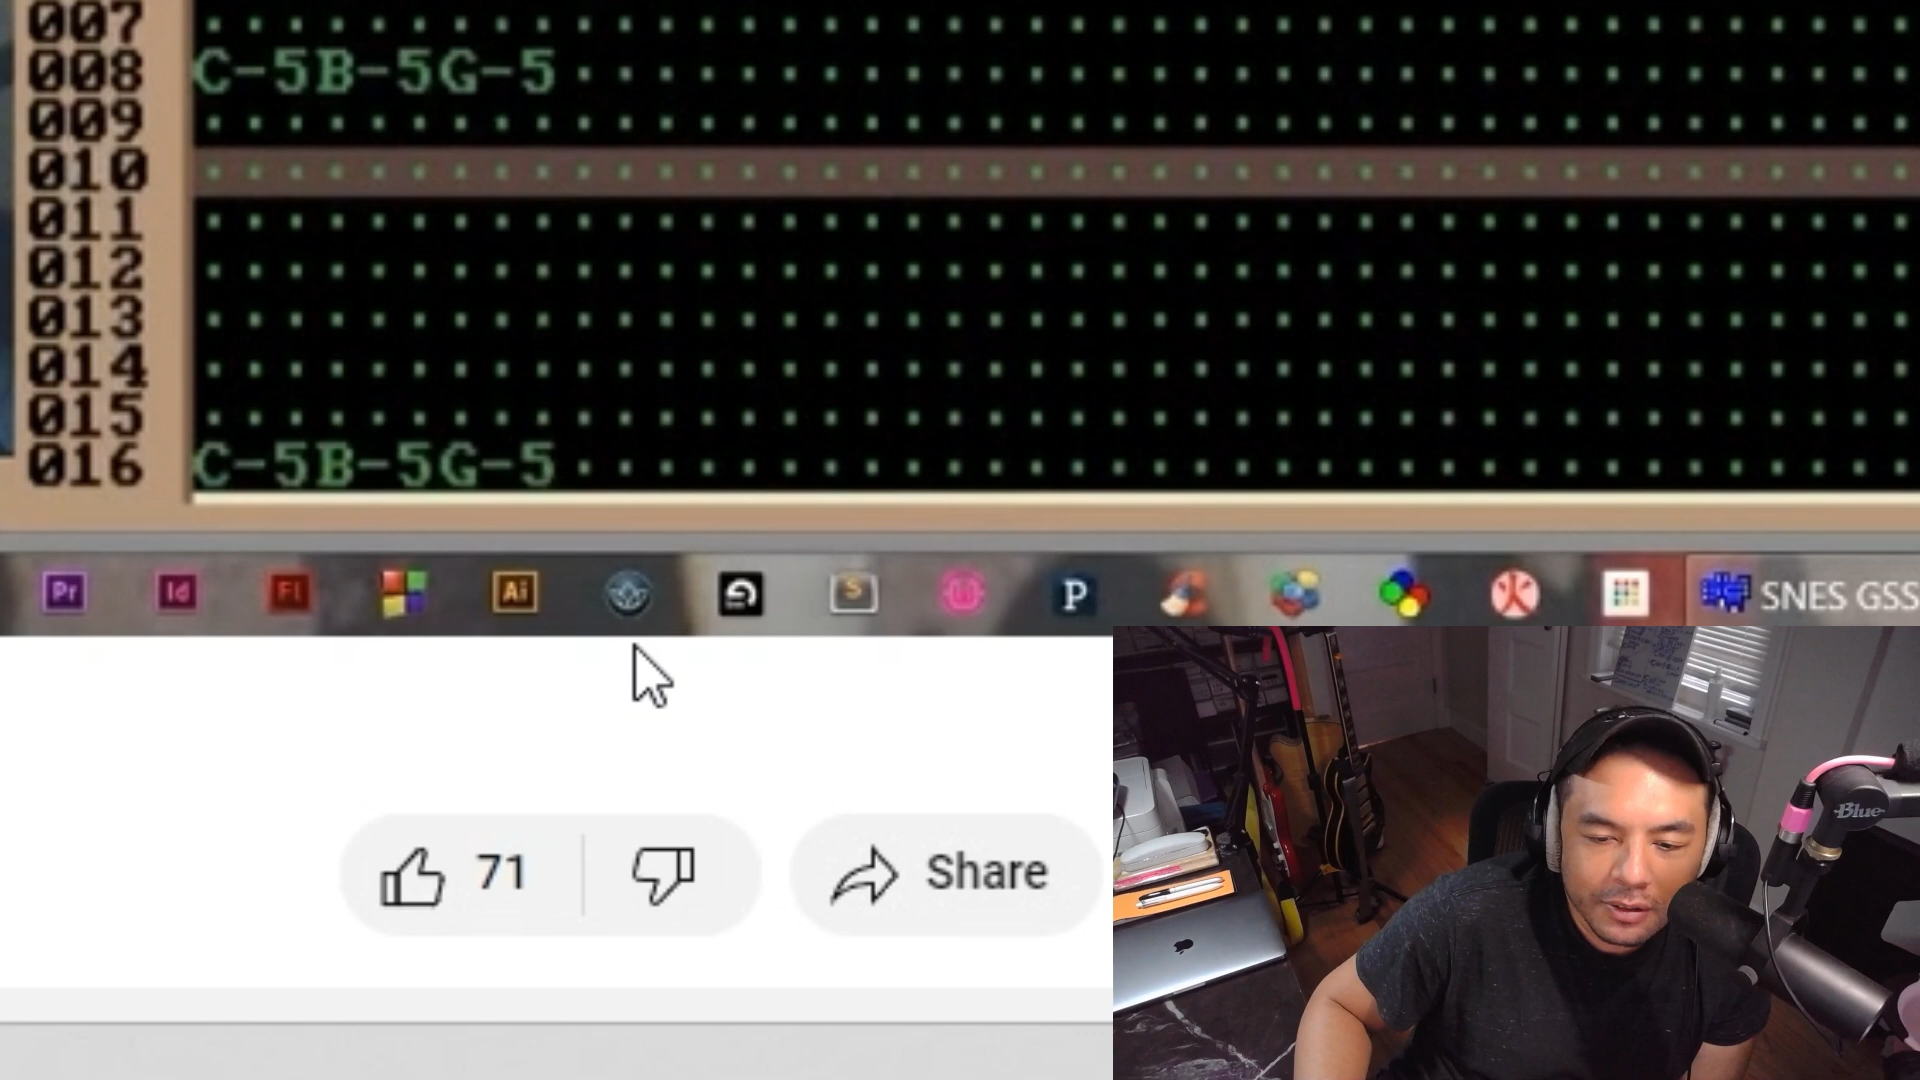 007
008 C-5B-5G-5
009
010
011
012
013
014
015
016 C-5B-5G-5
Pr Id Fl Ai S P 火 SNES GSS
71 Share
Blue